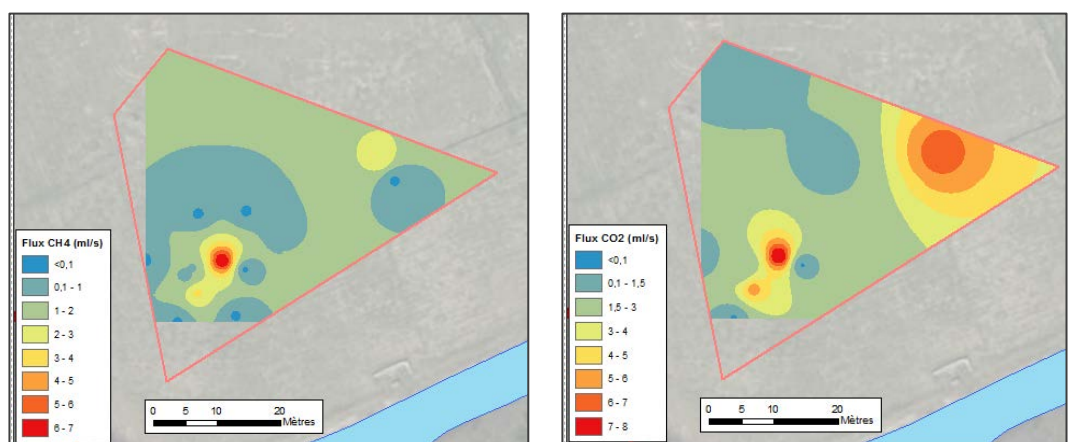 Flux CH4 (ml/s)
<0,1
0,1 - 1
1 - 2
2 - 3
3 - 4
4 - 5
5 - 6
6 - 7
0 5 10 20
Mètres
Flux CO2 (ml/s)
<0,1
0,1 - 1,5
1,5 - 3
3 - 4
4 - 5
5 - 6
6 - 7
7 - 8
0 5 10 20
Mètres